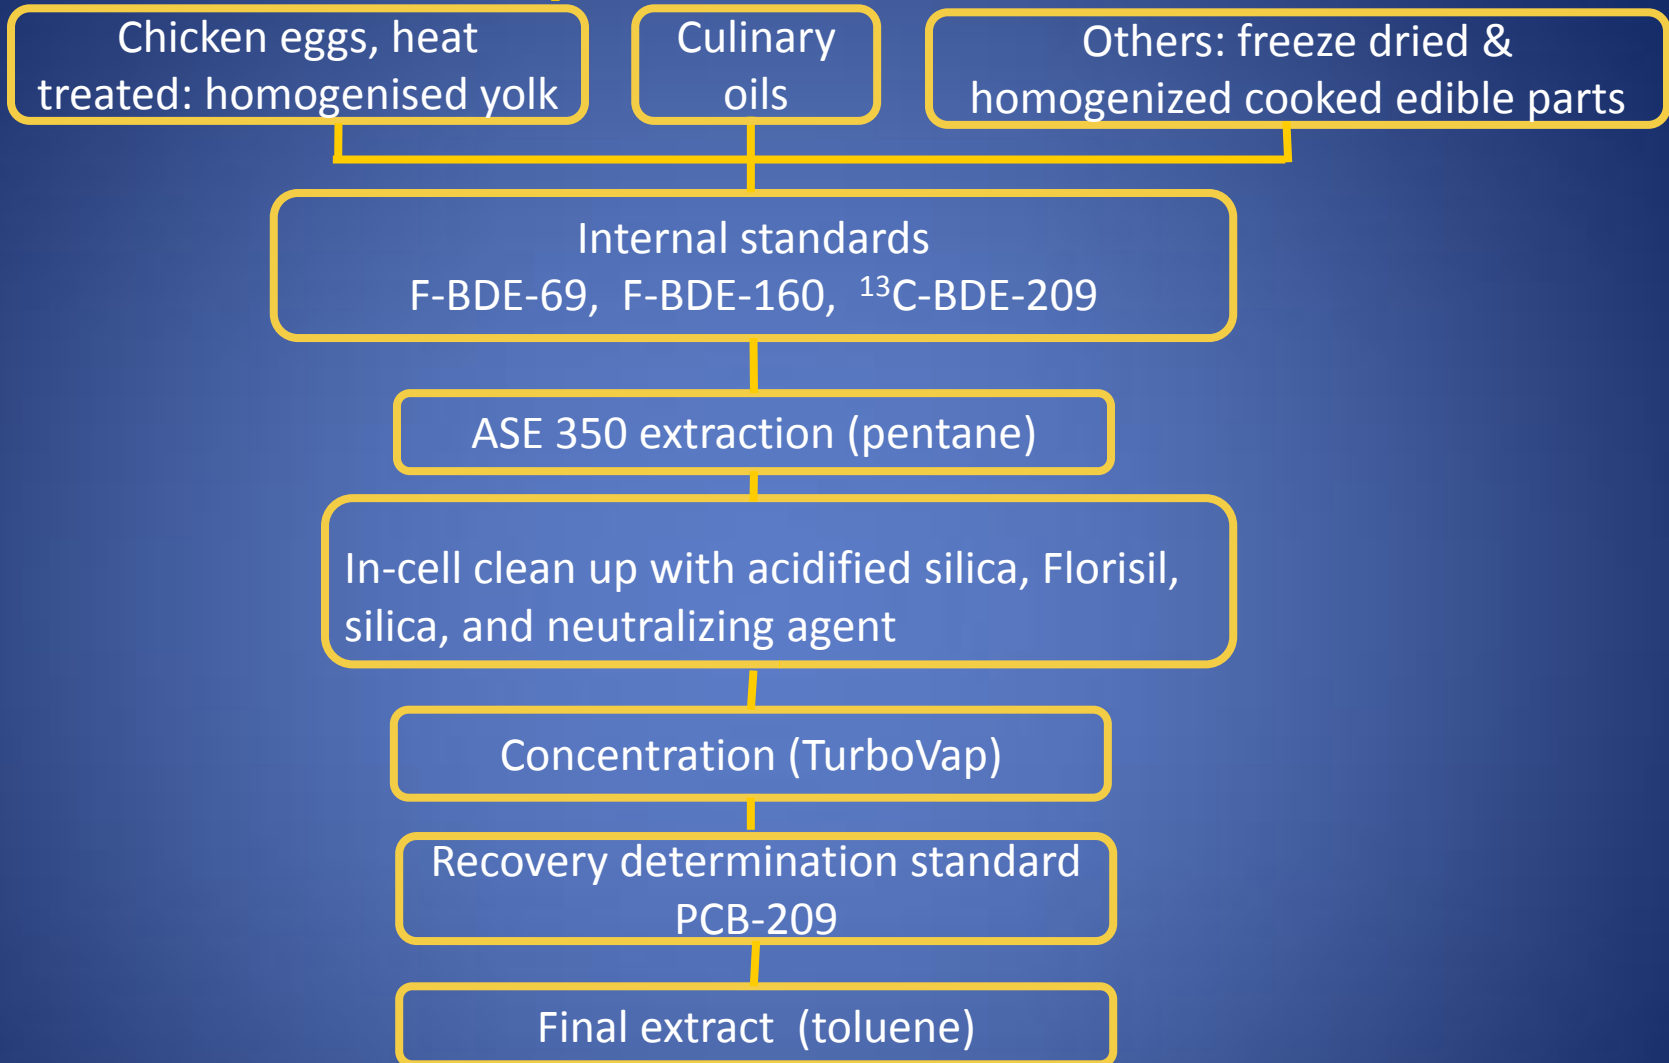 Chicken eggs, heat
treated: homogenised yolk
Culinary
oils
Others: freeze dried &
homogenized cooked edible parts
Internal standards
F-BDE-69, F-BDE-160, ¹³C-BDE-209
ASE 350 extraction (pentane)
In-cell clean up with acidified silica, Florisil,
silica, and neutralizing agent
Concentration (TurboVap)
Recovery determination standard
PCB-209
Final extract (toluene)